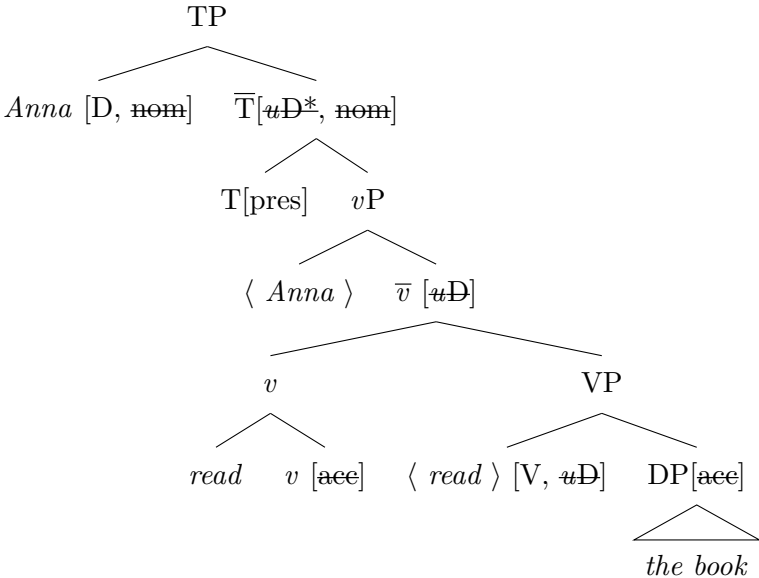 TP
Anna [D, nom] T̅[uD*, nom]
T[pres] vP
⟨ Anna ⟩ v̅ [uD]
v VP
read v [acc] ⟨ read ⟩ [V, uD] DP[acc]
the book